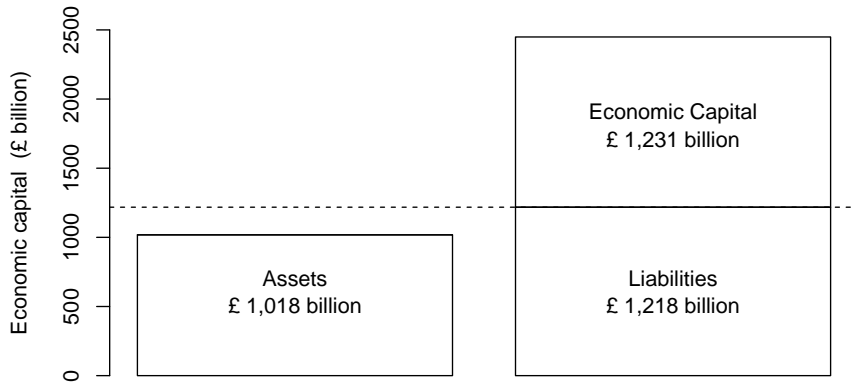 Economic capital (£ billion)
2500
2000
1500
1000
500
0
Economic Capital
£ 1,231 billion
Assets
£ 1,018 billion
Liabilities
£ 1,218 billion